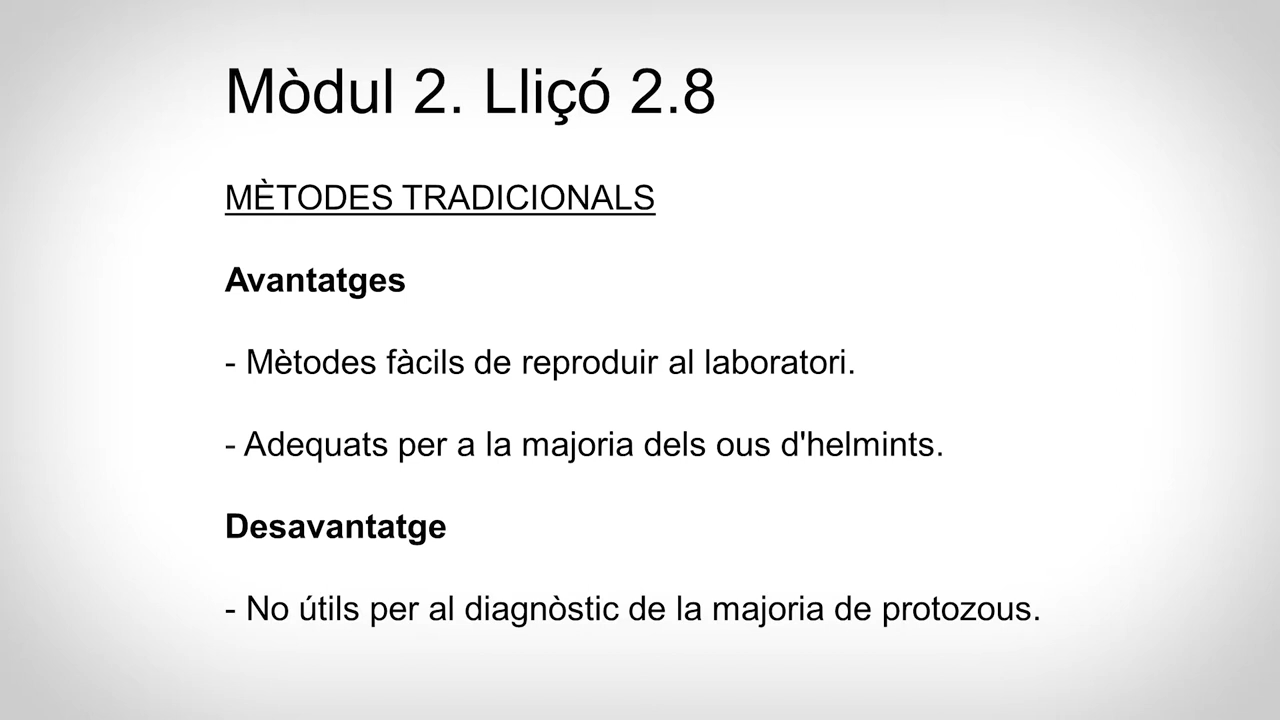 Mòdul 2. Lliçó 2.8
MÈTODES TRADICIONALS
Avantatges
- Mètodes fàcils de reproduir al laboratori.
- Adequats per a la majoria dels ous d'helmints.
Desavantatge
- No útils per al diagnòstic de la majoria de protozous.